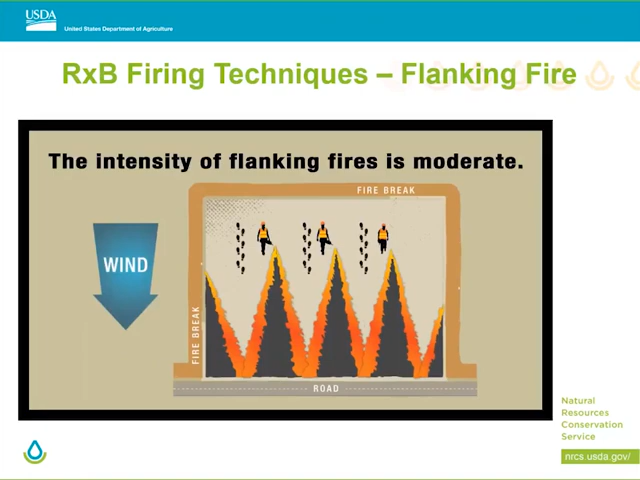 USDA
United States Department of Agriculture
RxB Firing Techniques – Flanking Fire
The intensity of flanking fires is moderate.
FIRE BREAK
WIND
FIRE BREAK
ROAD
Natural
Resources
Conservation
Service
nrcs.usda.gov/